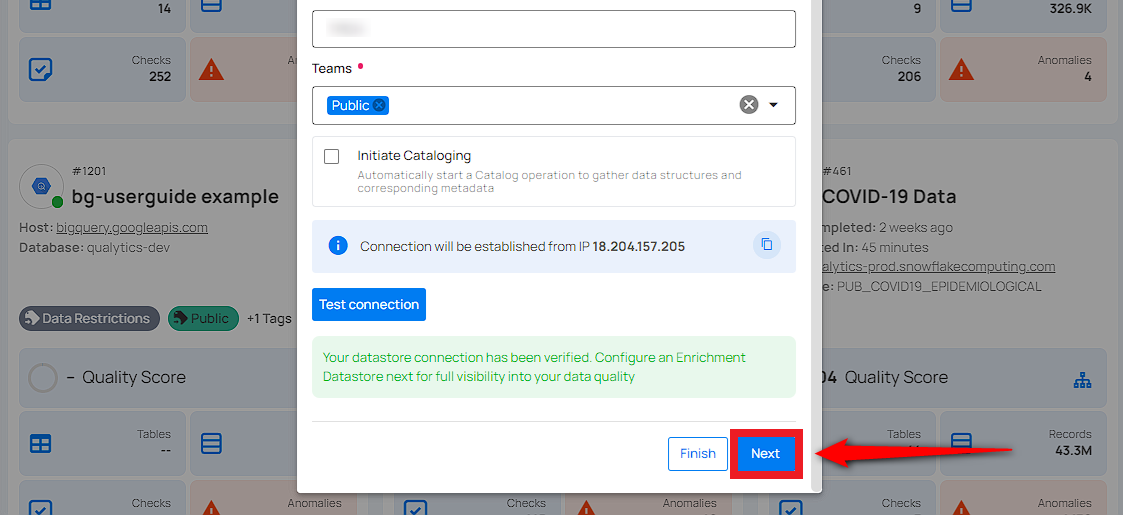 14
9
326.9K
Checks
252
An
Checks
206
Anomalies
4
Teams
Public
Initiate Cataloging
Automatically start a Catalog operation to gather data structures and
corresponding metadata
Connection will be established from IP 18.204.157.205
Test connection
Your datastore connection has been verified. Configure an Enrichment
Datastore next for full visibility into your data quality
Finish
Next
#1201
bg-userguide example
Host: bigquery.googleapis.com
Database: qualytics-dev
Data Restrictions
Public
+1 Tags
– Quality Score
Tables
--
Checks
Anomalies
Checks
Anomalies
#461
COVID-19 Data
mpleted: 2 weeks ago
ted In: 45 minutes
alytics-prod.snowflakecomputing.com
e: PUB_COVID19_EPIDEMIOLOGICAL
04 Quality Score
Tables
Records
43.3M
Checks
Anomalies